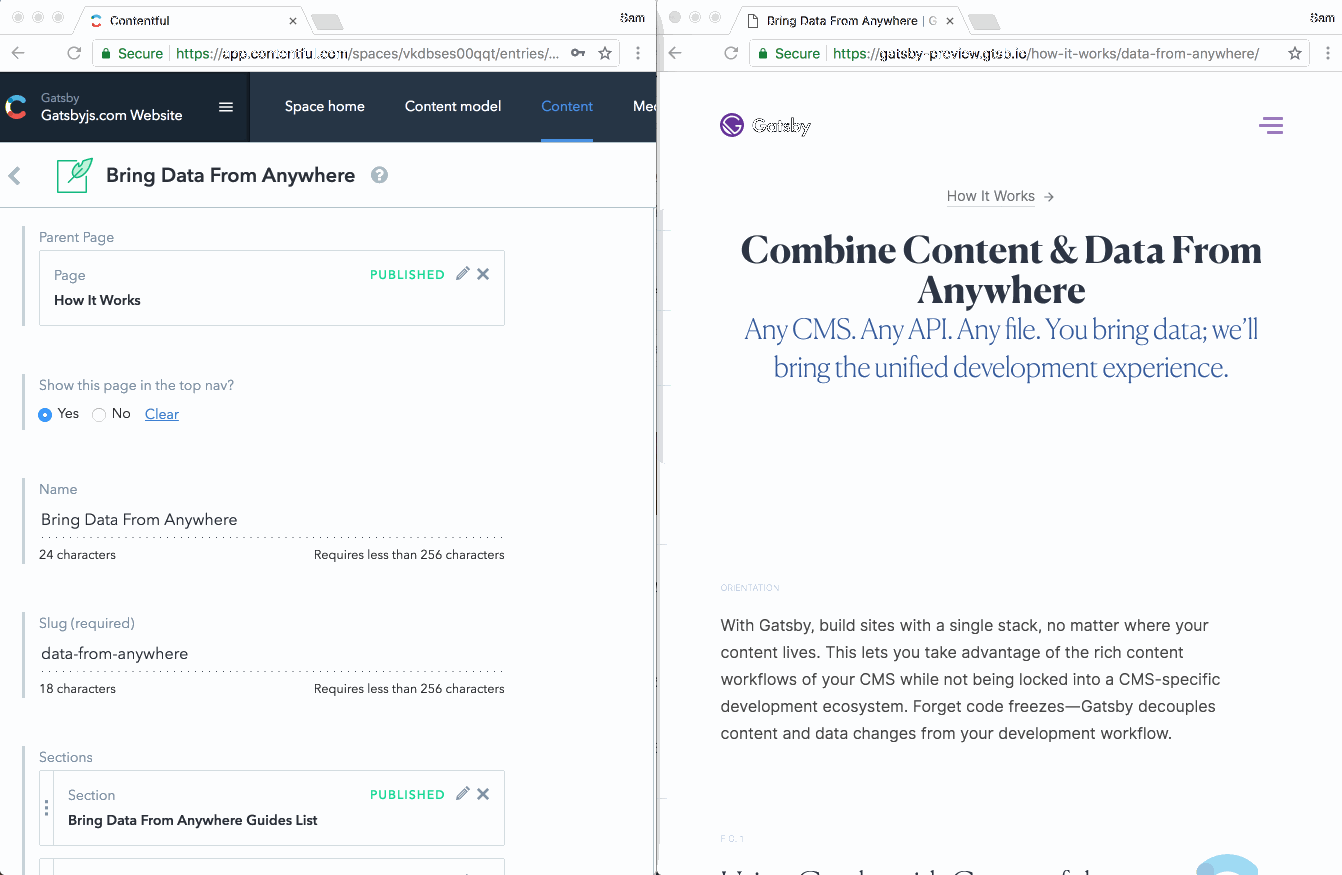 Contentful
Sam
Secure
https://app.contentful.com/spaces/vkdbses00qqt/entries/...
Gatsby
Gatsbyjs.com Website
Space home
Content model
Content
Med
Bring Data From Anywhere
?
Parent Page
Page
PUBLISHED
How It Works
Show this page in the top nav?
Yes
No
Clear
Name
Bring Data From Anywhere
24 characters
Requires less than 256 characters
Slug (required)
data-from-anywhere
18 characters
Requires less than 256 characters
Sections
Section
PUBLISHED
Bring Data From Anywhere Guides List
Bring Data From Anywhere | G
Sam
Secure
https://gatsby-preview.gtsb.io/how-it-works/data-from-anywhere/
Gatsby
How It Works →
Combine Content & Data From
Anywhere
Any CMS. Any API. Any file. You bring data; we’ll
bring the unified development experience.
ORIENTATION
With Gatsby, build sites with a single stack, no matter where your
content lives. This lets you take advantage of the rich content
workflows of your CMS while not being locked into a CMS-specific
development ecosystem. Forget code freezes—Gatsby decouples
content and data changes from your development workflow.
FIG. 1